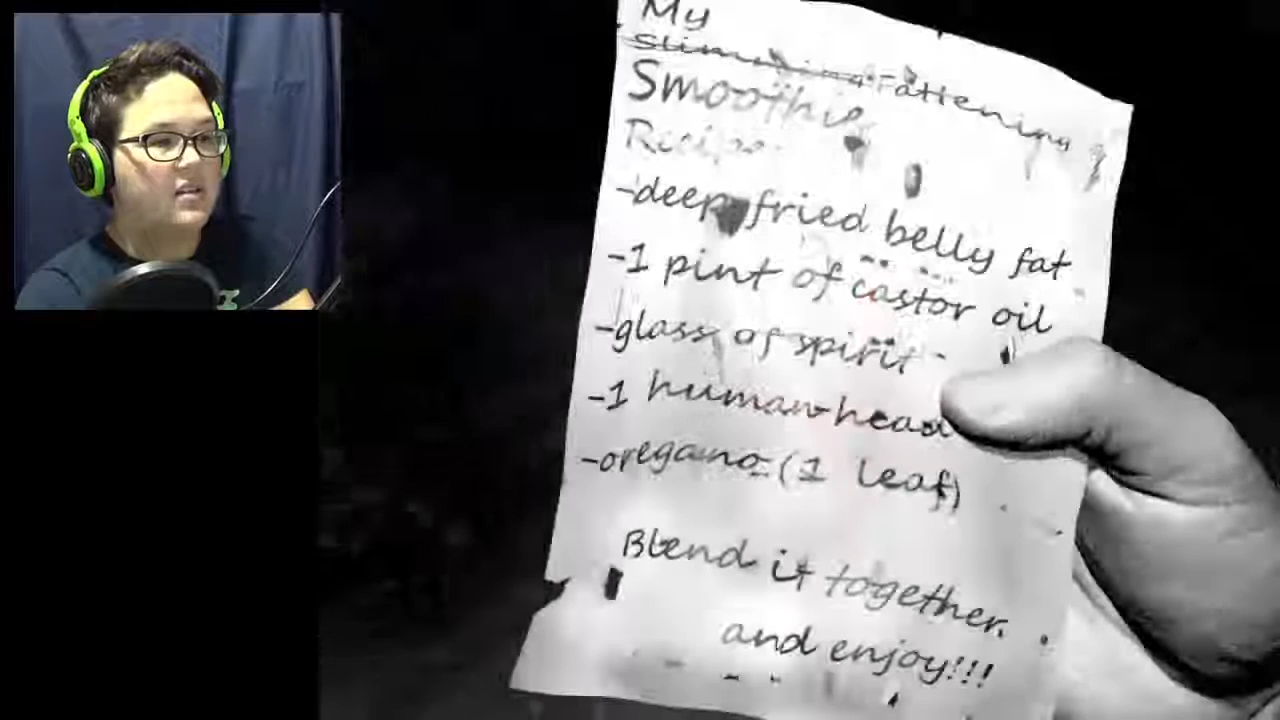 My
Slimming Fattening
Smoothie
Recipe
-deep-fried belly fat
-1 pint of castor oil
-glass of spirit
-1 human head
-oregano (1 leaf)
Blend it together.
and enjoy!!!